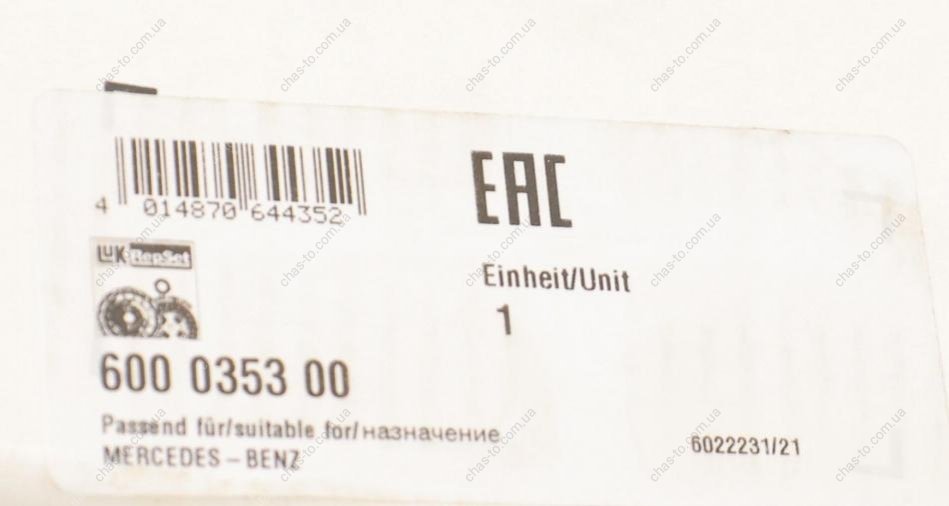 4 014870 644352
EAC
LuK RepSet
Einheit/Unit
1
600 0353 00
Passend für/suitable for/назначение
MERCEDES – BENZ
6022231/21
chas-to.com.ua